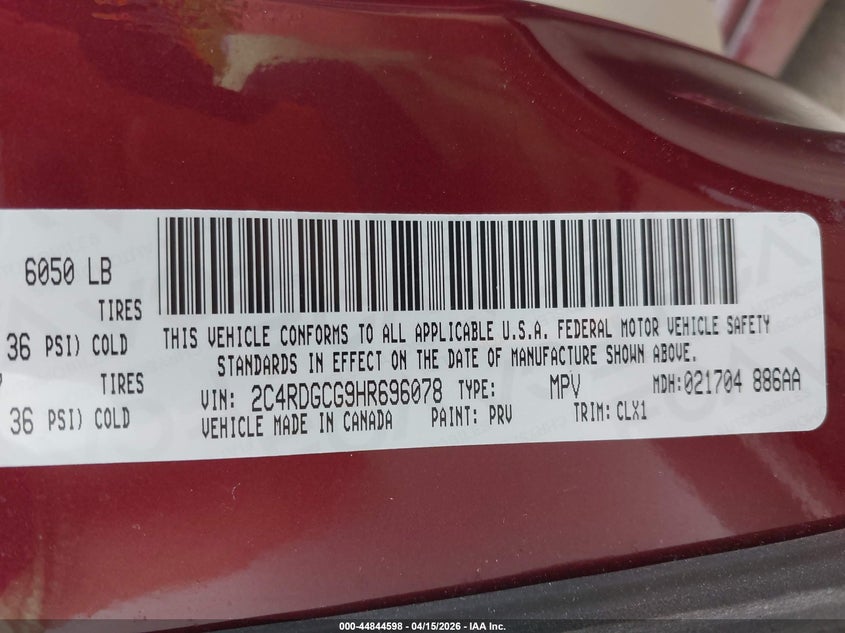 6050 LB
TIRES
36 PSI) COLD
TIRES
36 PSI) COLD
THIS VEHICLE CONFORMS TO ALL APPLICABLE U.S.A. FEDERAL MOTOR VEHICLE SAFETY
STANDARDS IN EFFECT ON THE DATE OF MANUFACTURE SHOWN ABOVE.
VIN: 2C4RDGCG9HR696078 TYPE: MPV MDH:021704 886AA
VEHICLE MADE IN CANADA PAINT: PRV TRIM: CLX1
000-44844598 - 04/15/2026 - IAA Inc.